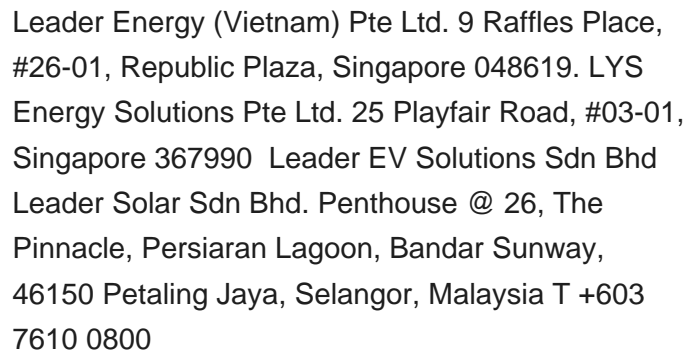 Leader Energy (Vietnam) Pte Ltd. 9 Raffles Place,
#26-01, Republic Plaza, Singapore 048619. LYS
Energy Solutions Pte Ltd. 25 Playfair Road, #03-01,
Singapore 367990  Leader EV Solutions Sdn Bhd
Leader Solar Sdn Bhd. Penthouse @ 26, The
Pinnacle, Persiaran Lagoon, Bandar Sunway,
46150 Petaling Jaya, Selangor, Malaysia T +603
7610 0800